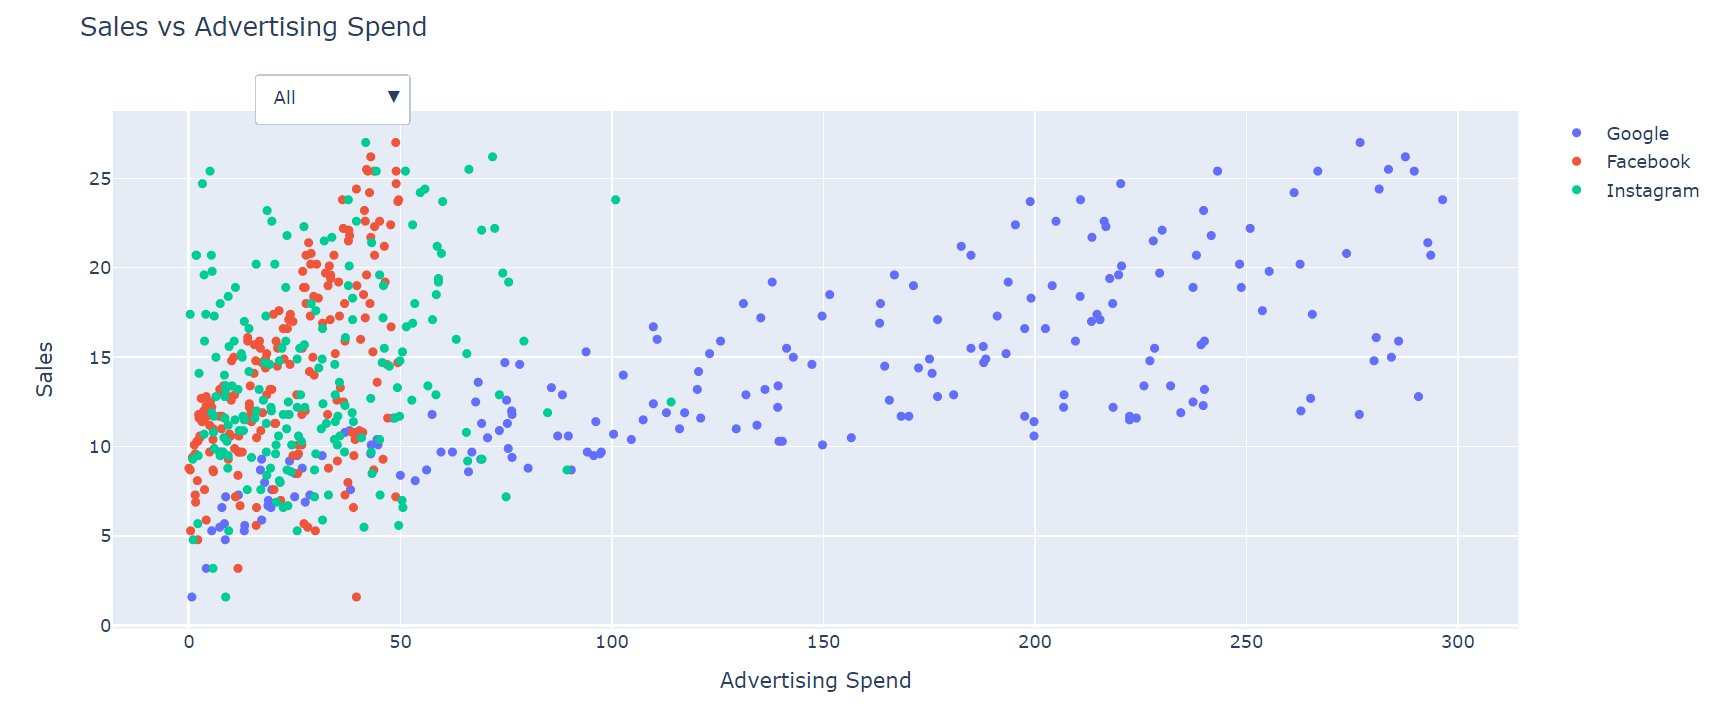 Sales vs Advertising Spend
All ▼
Google
Facebook
Instagram
Sales
25
20
15
10
5
0
0 50 100 150 200 250 300
Advertising Spend